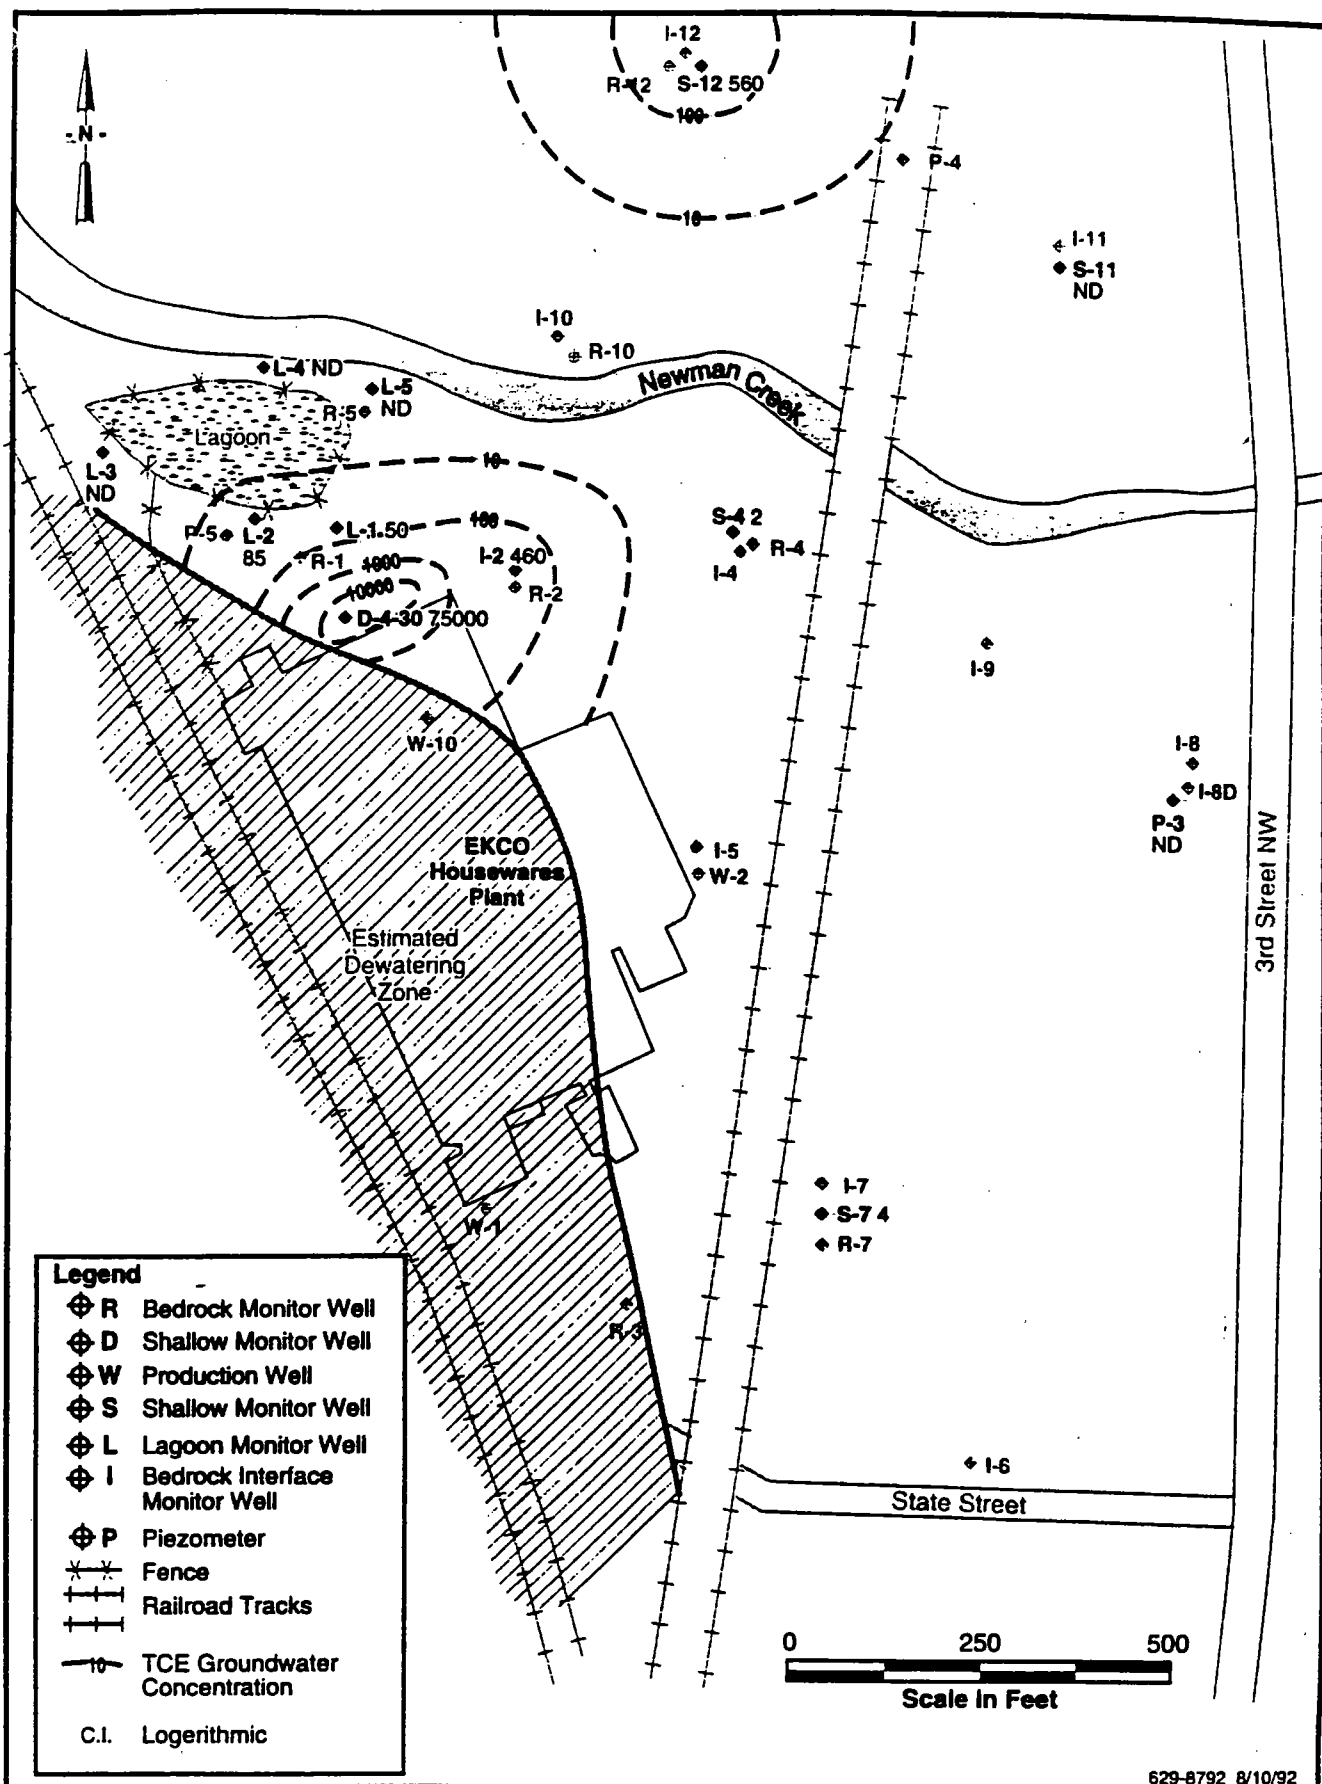 I-12
R-12
S-12 560
100
- N -
P-4
10
I-11
S-11
ND
I-10
R-10
Newman Creek
L-4 ND
L-5
ND
R-5
Lagoon
L-3
ND
10
100
S-4 2
R-4
I-4
P-5
L-2
85
L-1.50
R-1
1000
I-2 460
R-2
10000
D-4-30 75000
I-9
W-10
I-8
I-8D
P-3
ND
EKCO
Housewares
Plant
I-5
W-2
3rd Street NW
Estimated
Dewatering
Zone
I-7
S-7 4
R-7
W-1
R-3
I-6
State Street
Legend
R Bedrock Monitor Well
D Shallow Monitor Well
W Production Well
S Shallow Monitor Well
L Lagoon Monitor Well
I Bedrock Interface
Monitor Well
P Piezometer
Fence
Railroad Tracks
10 TCE Groundwater
Concentration
C.I. Logerithmic
0 250 500
Scale In Feet
629-8792 8/10/92